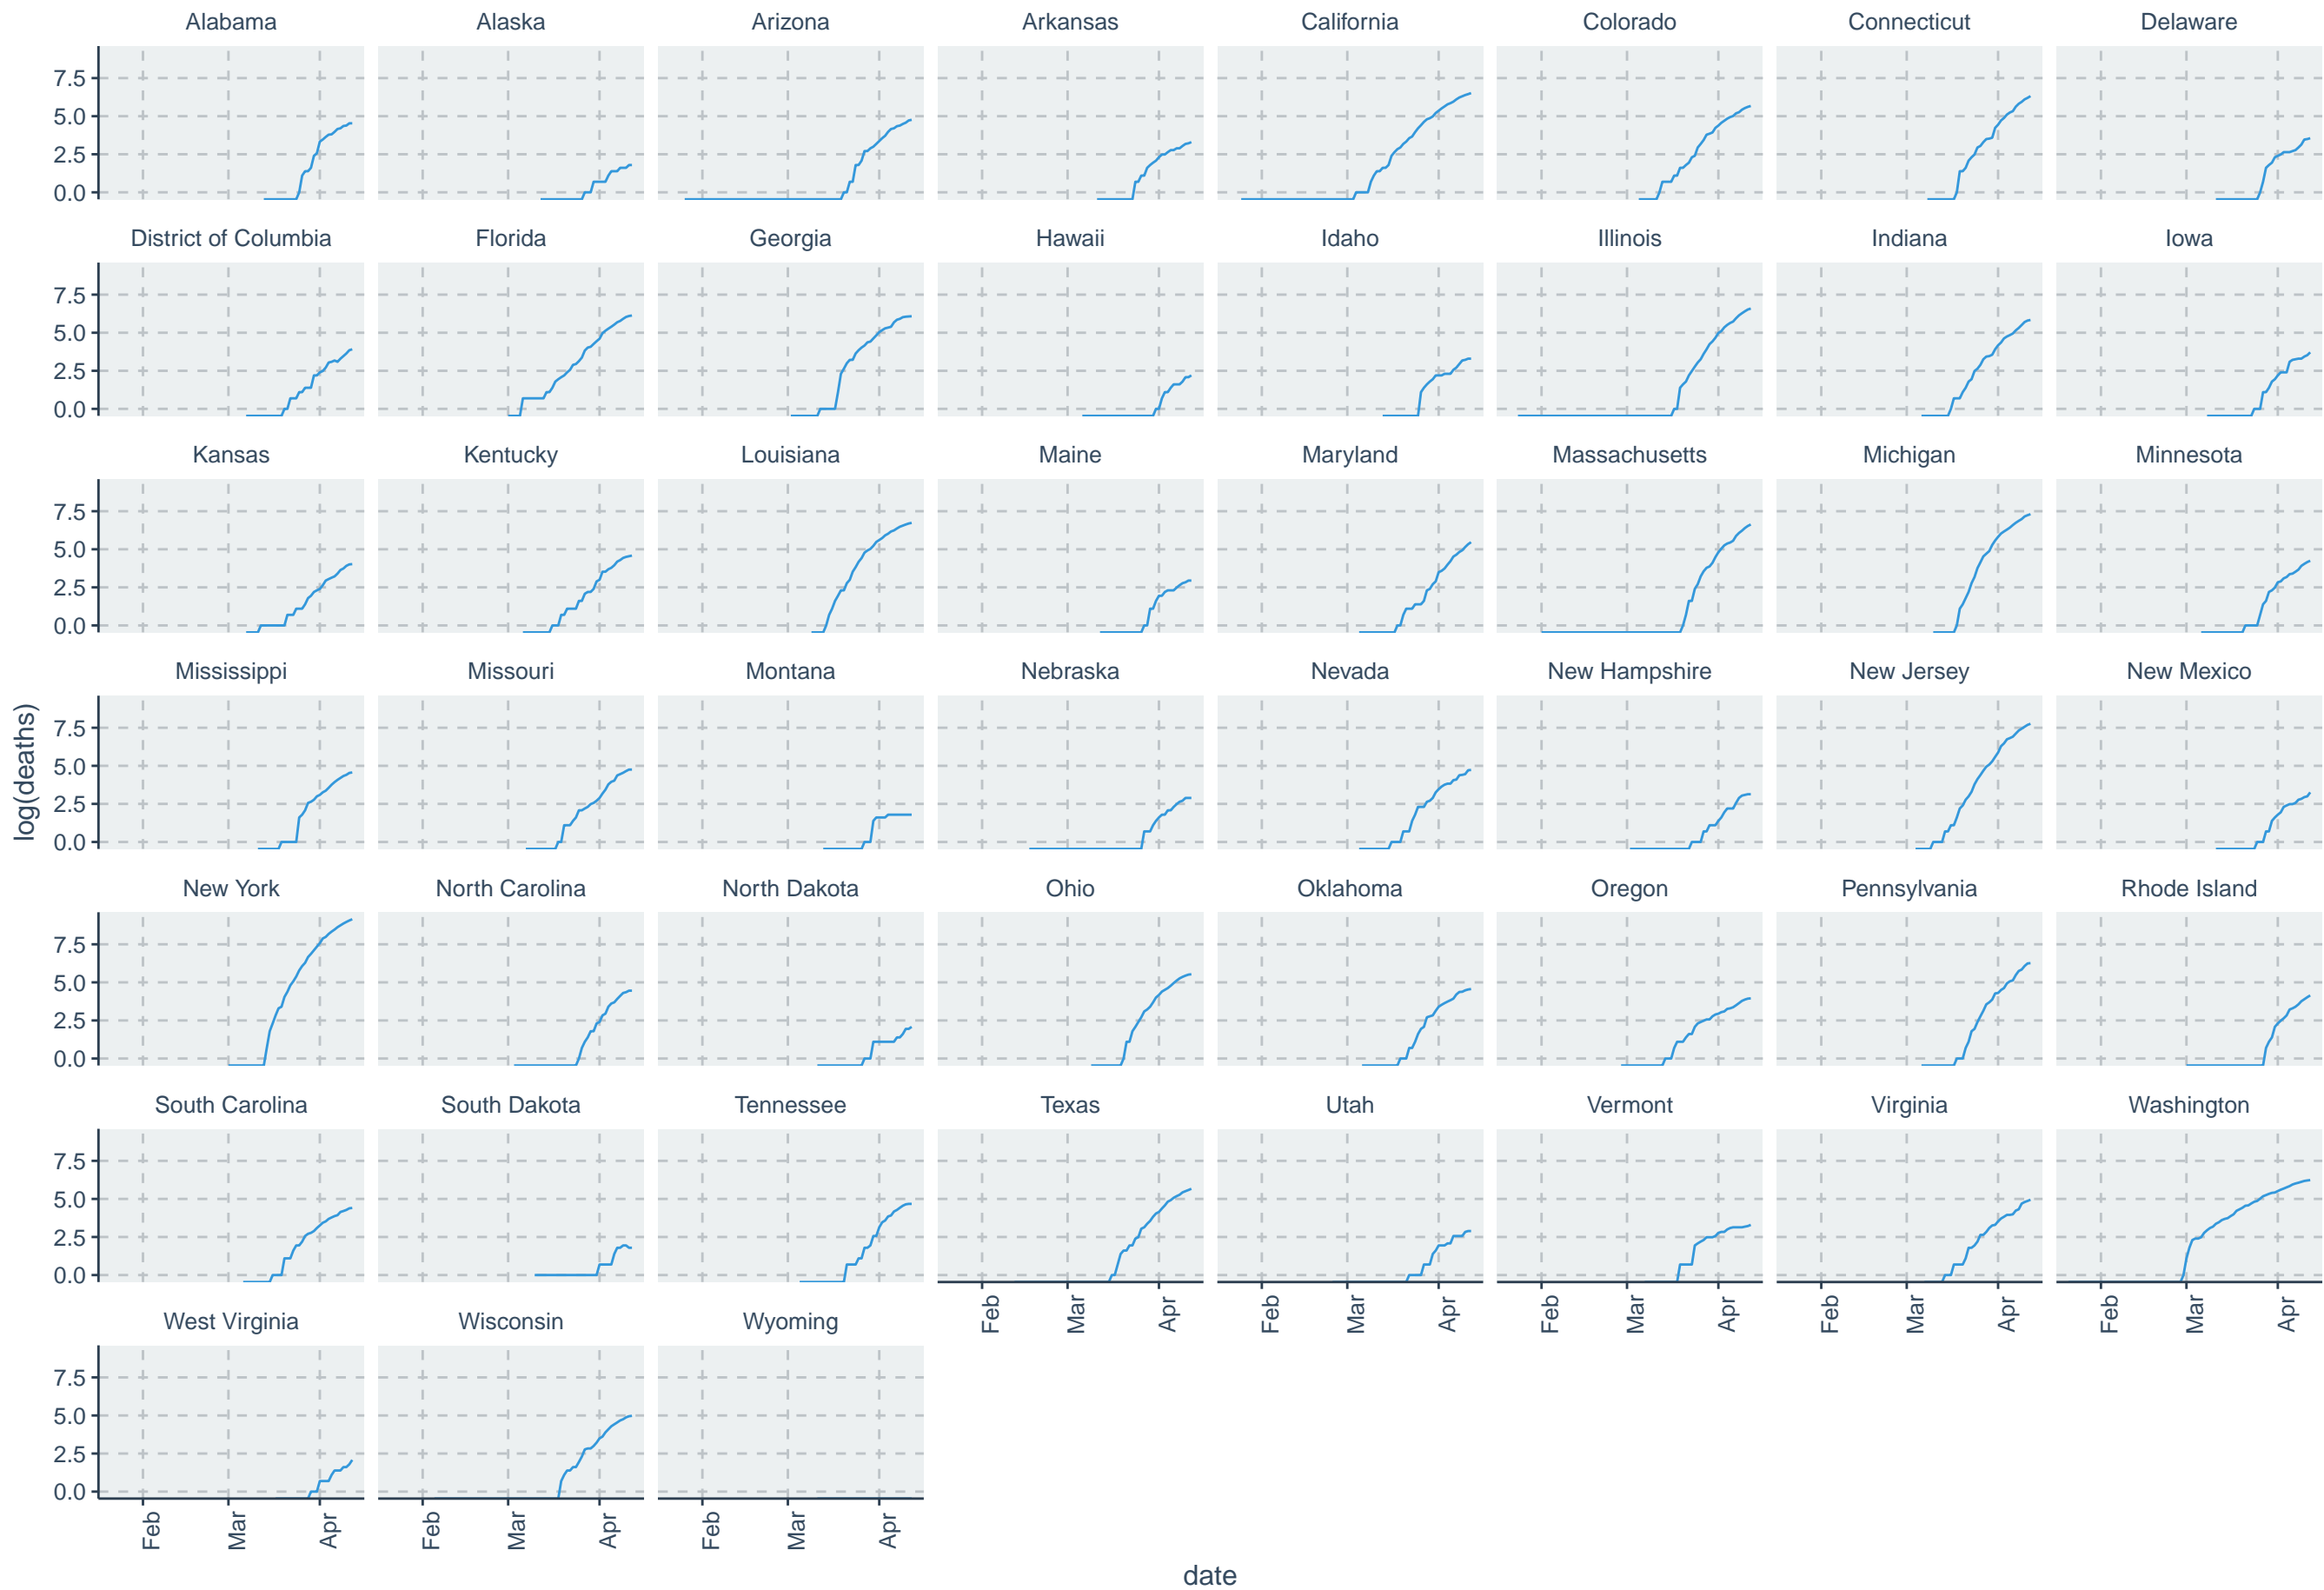 Alabama Alaska Arizona Arkansas California Colorado Connecticut Delaware
7.5
5.0
2.5
0.0
District of Columbia Florida Georgia Hawaii Idaho Illinois Indiana Iowa
7.5
5.0
2.5
0.0
Kansas Kentucky Louisiana Maine Maryland Massachusetts Michigan Minnesota
7.5
5.0
2.5
0.0
Mississippi Missouri Montana Nebraska Nevada New Hampshire New Jersey New Mexico
log(deaths)
7.5
5.0
2.5
0.0
New York North Carolina North Dakota Ohio Oklahoma Oregon Pennsylvania Rhode Island
7.5
5.0
2.5
0.0
South Carolina South Dakota Tennessee Texas Utah Vermont Virginia Washington
7.5
5.0
2.5
0.0
Feb Mar Apr Feb Mar Apr Feb Mar Apr Feb Mar Apr Feb Mar Apr
West Virginia Wisconsin Wyoming
7.5
5.0
2.5
0.0
Feb Mar Apr Feb Mar Apr Feb Mar Apr
date